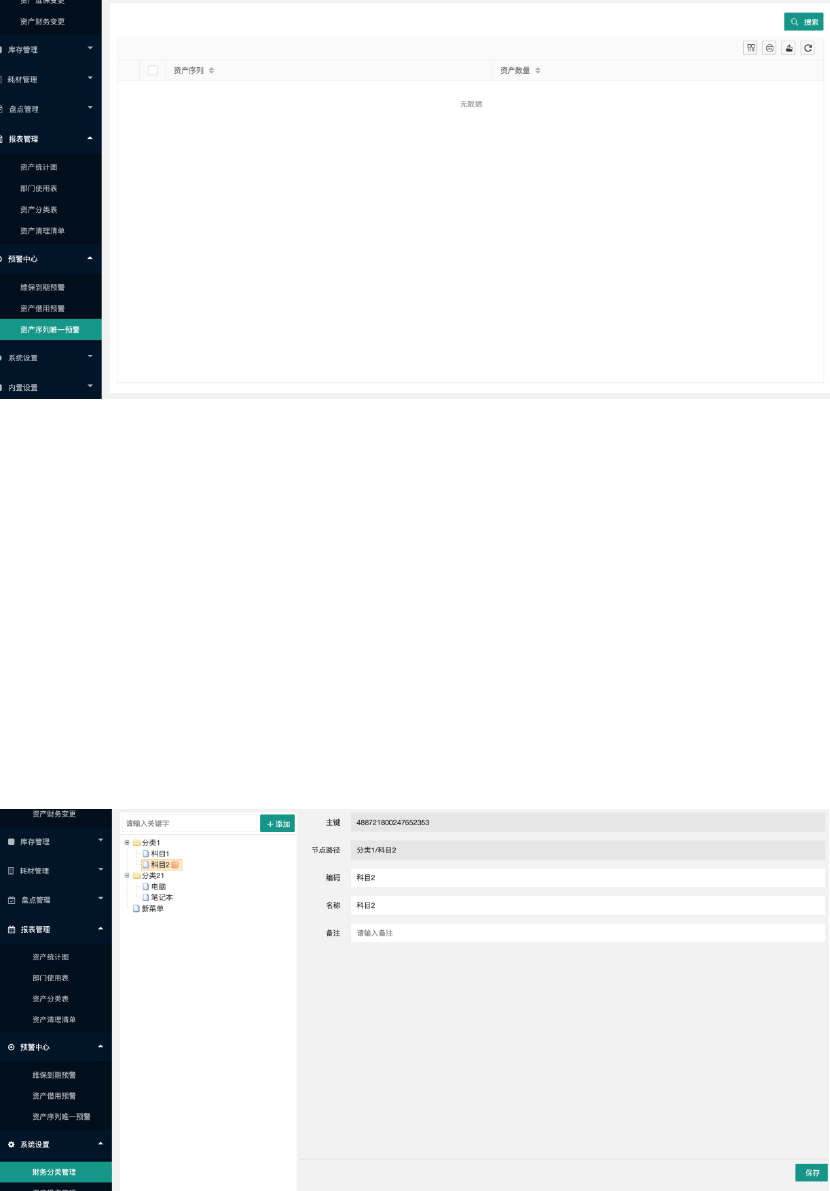 资产财务变更
搜索
库存管理
资产序列
资产数量
耗材管理
无数据
盘点管理
报表管理
资产统计图
部门使用表
资产分类表
资产清理清单
预警中心
维保到期预警
资产借用预警
资产序列唯一预警
系统设置
内置设置
资产财务变更
库存管理
耗材管理
盘点管理
报表管理
资产统计图
部门使用表
资产分类表
资产清理清单
预警中心
维保到期预警
资产借用预警
资产序列唯一预警
系统设置
财务分类管理
请输入关键字
+ 添加
分类1
科目1
科目2
分类21
电脑
笔记本
新菜单
主键 488721800247652353
节点路径 分类1/科目2
编码 科目2
名称 科目2
备注 请输入备注
保存